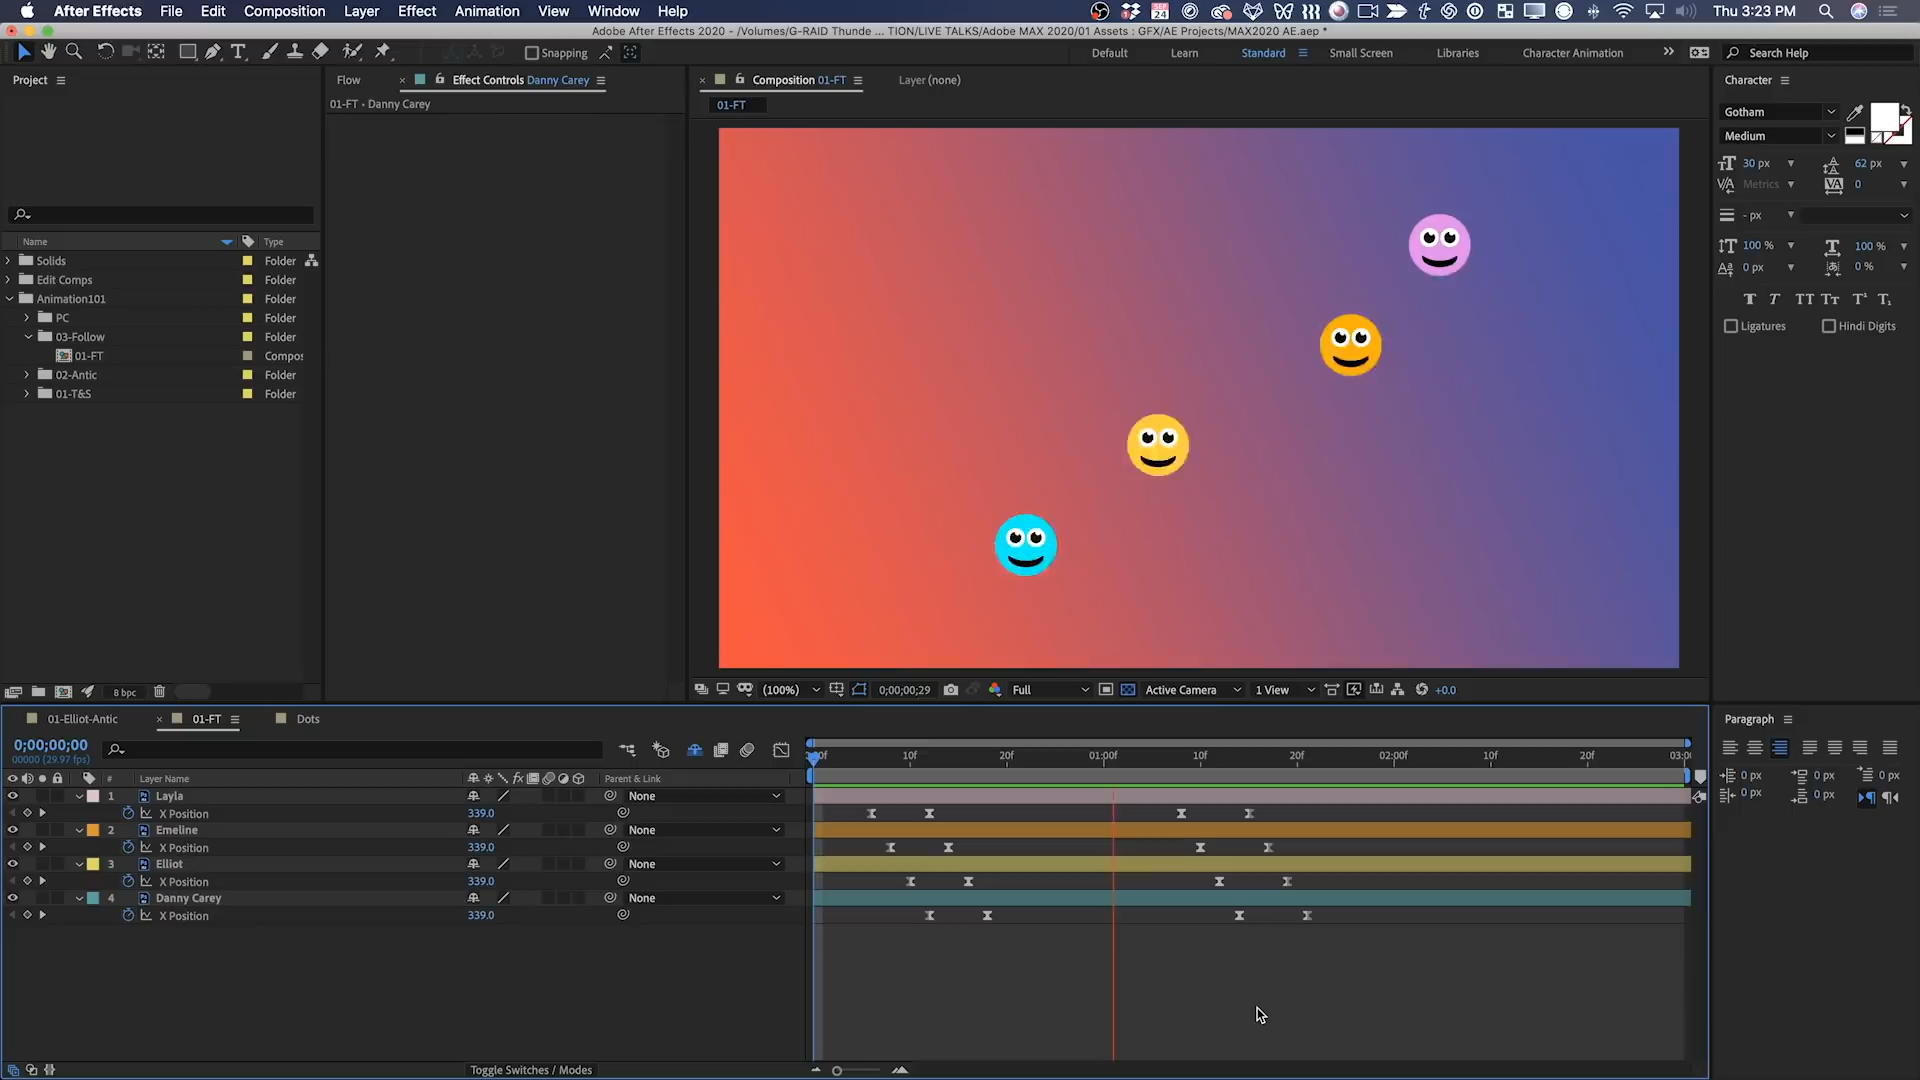 After Effects File Edit Composition Layer Effect Animation View Window Help
SEP 24
Thu 3:23 PM
Adobe After Effects 2020 - /Volumes/G-RAID Thunde ... TION/LIVE TALKS/Adobe MAX 2020/01 Assets : GFX/AE Projects/MAX2020 AE.aep *
Snapping
Default Learn Standard Small Screen Libraries Character Animation
Search Help
Project
Flow
Effect Controls Danny Carey
Composition 01-FT
Layer (none)
Character
01-FT • Danny Carey
01-FT
Gotham
Medium
30 px
62 px
Metrics
0
- px
100 %
100 %
0 px
0 %
Ligatures
Hindi Digits
Name Type
Solids Folder
Edit Comps Folder
Animation101 Folder
PC Folder
03-Follow Folder
01-FT Compos
02-Antic Folder
01-T&S Folder
8 bpc
(100%) 0;00;00;29 Full Active Camera 1 View +0.0
01-Elliot-Antic 01-FT Dots
Paragraph
0;00;00;00
00000 (29.97 fps)
10f 20f 01:00f 10f 20f 02:00f 10f 20f
# Layer Name Parent & Link
1 Layla None
X Position 339.0
2 Emeline None
X Position 339.0
3 Elliot None
X Position 339.0
4 Danny Carey None
X Position 339.0
0 px 0 px 0 px
0 px 0 px
Toggle Switches / Modes